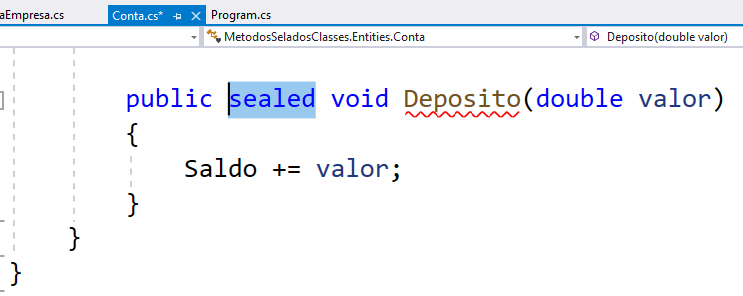 aEmpresa.cs Conta.cs* Program.cs
MetodosSeladosClasses.Entities.Conta Deposito(double valor)
public sealed void Deposito(double valor)
{
Saldo += valor;
}
}
}